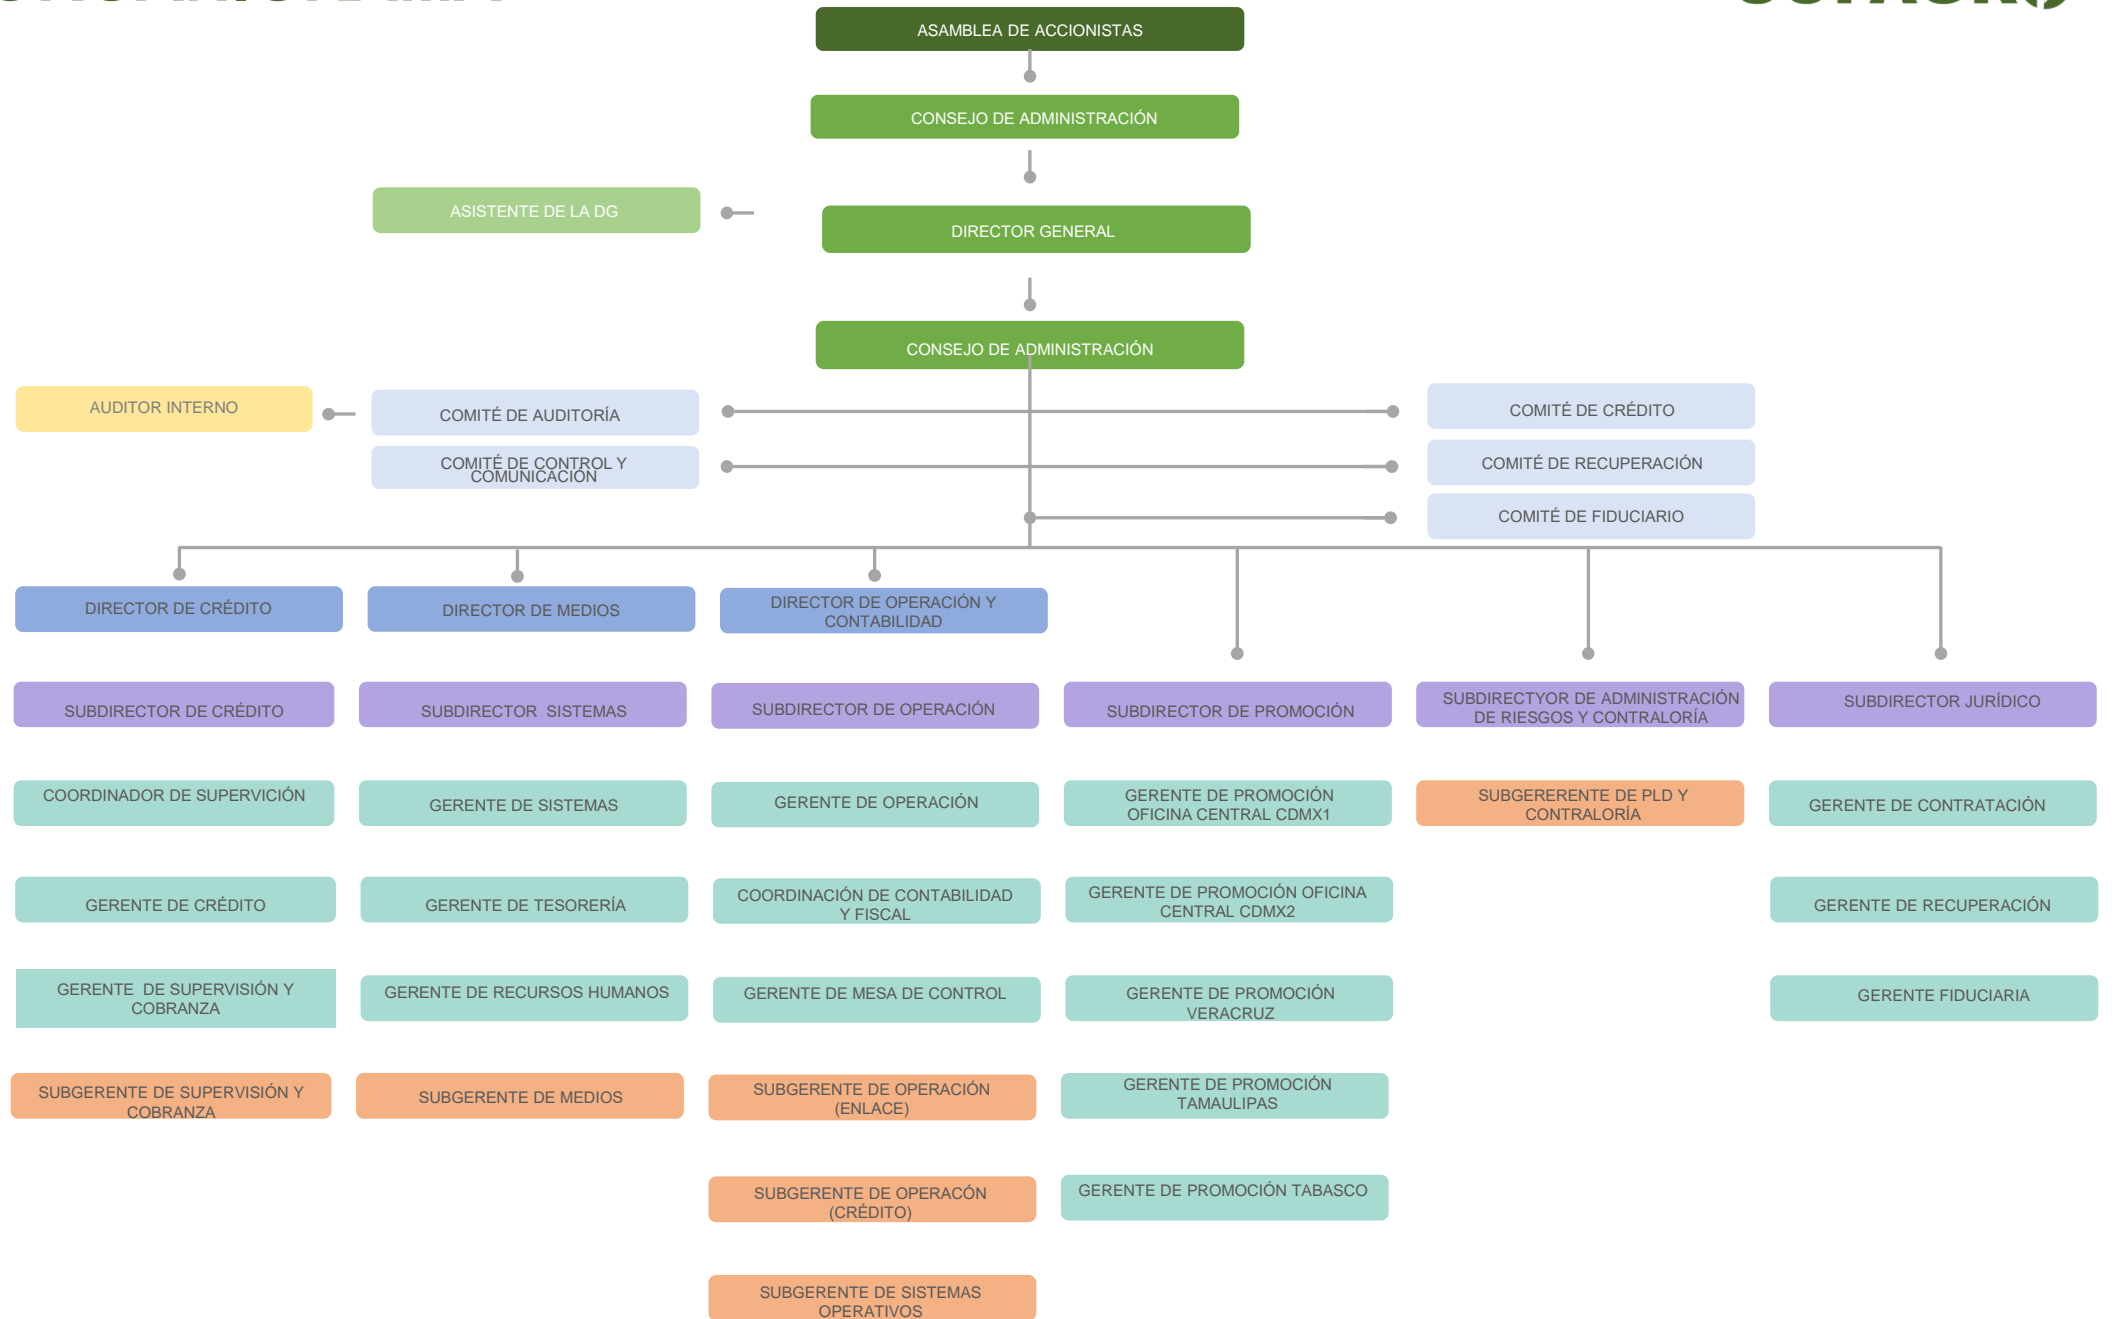 ASAMBLEA DE ACCIONISTAS
CONSEJO DE ADMINISTRACIÓN
ASISTENTE DE LA DG
DIRECTOR GENERAL
CONSEJO DE ADMINISTRACIÓN
AUDITOR INTERNO
COMITÉ DE AUDITORÍA
COMITÉ DE CRÉDITO
COMITÉ DE CONTROL Y
COMUNICACIÓN
COMITÉ DE RECUPERACIÓN
COMITÉ DE FIDUCIARIO
DIRECTOR DE CRÉDITO
DIRECTOR DE MEDIOS
DIRECTOR DE OPERACIÓN Y
CONTABILIDAD
SUBDIRECTOR DE CRÉDITO
SUBDIRECTOR  SISTEMAS
SUBDIRECTOR DE OPERACIÓN
SUBDIRECTOR DE PROMOCIÓN
SUBDIRECTYOR DE ADMINISTRACIÓN
DE RIESGOS Y CONTRALORÍA
SUBDIRECTOR JURÍDICO
COORDINADOR DE SUPERVICIÓN
GERENTE DE SISTEMAS
GERENTE DE OPERACIÓN
GERENTE DE PROMOCIÓN
OFICINA CENTRAL CDMX1
SUBGERERENTE DE PLD Y
CONTRALORÍA
GERENTE DE CONTRATACIÓN
GERENTE DE CRÉDITO
GERENTE DE TESORERÍA
COORDINACIÓN DE CONTABILIDAD
Y FISCAL
GERENTE DE PROMOCIÓN OFICINA
CENTRAL CDMX2
GERENTE DE RECUPERACIÓN
GERENTE  DE SUPERVISIÓN Y
COBRANZA
GERENTE DE RECURSOS HUMANOS
GERENTE DE MESA DE CONTROL
GERENTE DE PROMOCIÓN
VERACRUZ
GERENTE FIDUCIARIA
SUBGERENTE DE SUPERVISIÓN Y
COBRANZA
SUBGERENTE DE MEDIOS
SUBGERENTE DE OPERACIÓN
(ENLACE)
GERENTE DE PROMOCIÓN
TAMAULIPAS
SUBGERENTE DE OPERACÓN
(CRÉDITO)
GERENTE DE PROMOCIÓN TABASCO
SUBGERENTE DE SISTEMAS
OPERATIVOS